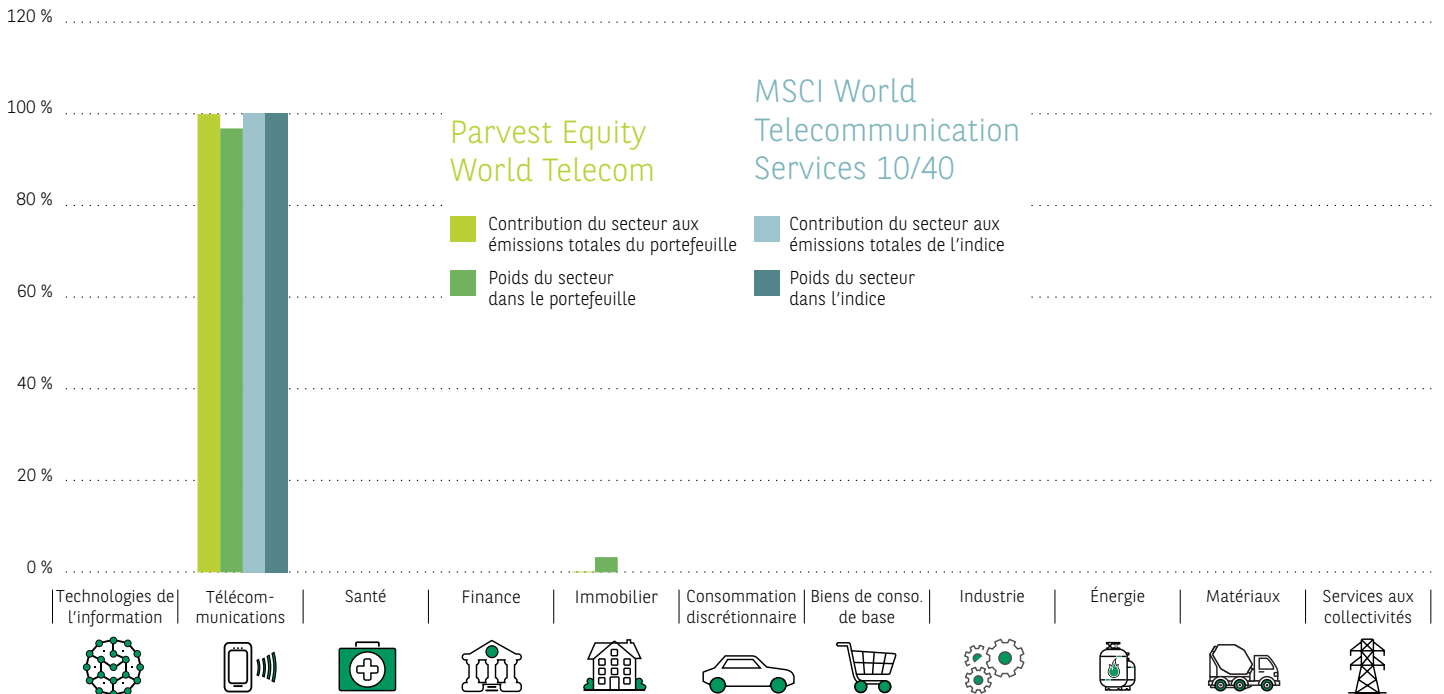 120 %
100 %
80 %
60 %
40 %
20 %
0 %
Parvest Equity
World Telecom
Contribution du secteur aux
émissions totales du portefeuille
Poids du secteur
dans le portefeuille
MSCI World
Telecommunication
Services 10/40
Contribution du secteur aux
émissions totales de l'indice
Poids du secteur
dans l'indice
Technologies de
l'information
Télécom-
munications
Santé
Finance
Immobilier
Consommation
discrétionnaire
Biens de conso.
de base
Industrie
Énergie
Matériaux
Services aux
collectivités